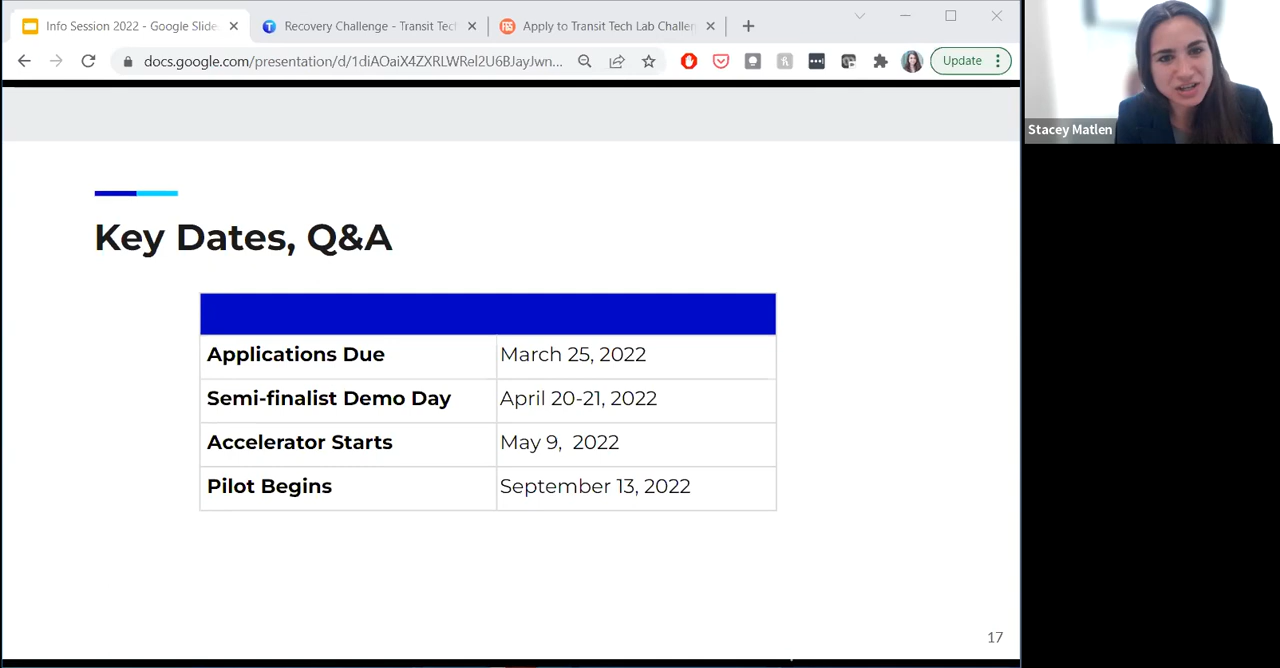 Info Session 2022 - Google Slide
Recovery Challenge - Transit Tec
Apply to Transit Tech Lab Challen
docs.google.com/presentation/d/1diAOaiX4ZXRLWRel2U6BJayJwn...
Update
Stacey Matlen
Key Dates, Q&A
Applications Due March 25, 2022
Semi-finalist Demo Day April 20-21, 2022
Accelerator Starts May 9, 2022
Pilot Begins September 13, 2022
17